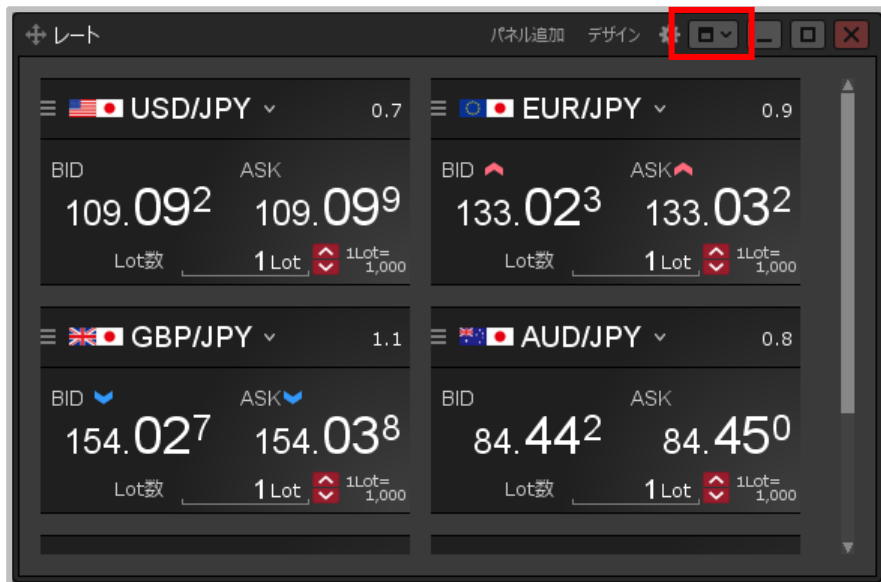 レート パネル追加 デザイン
USD/JPY 0.7
BID ASK
109.092 109.099
Lot数 1 Lot 1Lot=1,000
EUR/JPY 0.9
BID ASK
133.023 133.032
Lot数 1 Lot 1Lot=1,000
GBP/JPY 1.1
BID ASK
154.027 154.038
Lot数 1 Lot 1Lot=1,000
AUD/JPY 0.8
BID ASK
84.442 84.450
Lot数 1 Lot 1Lot=1,000